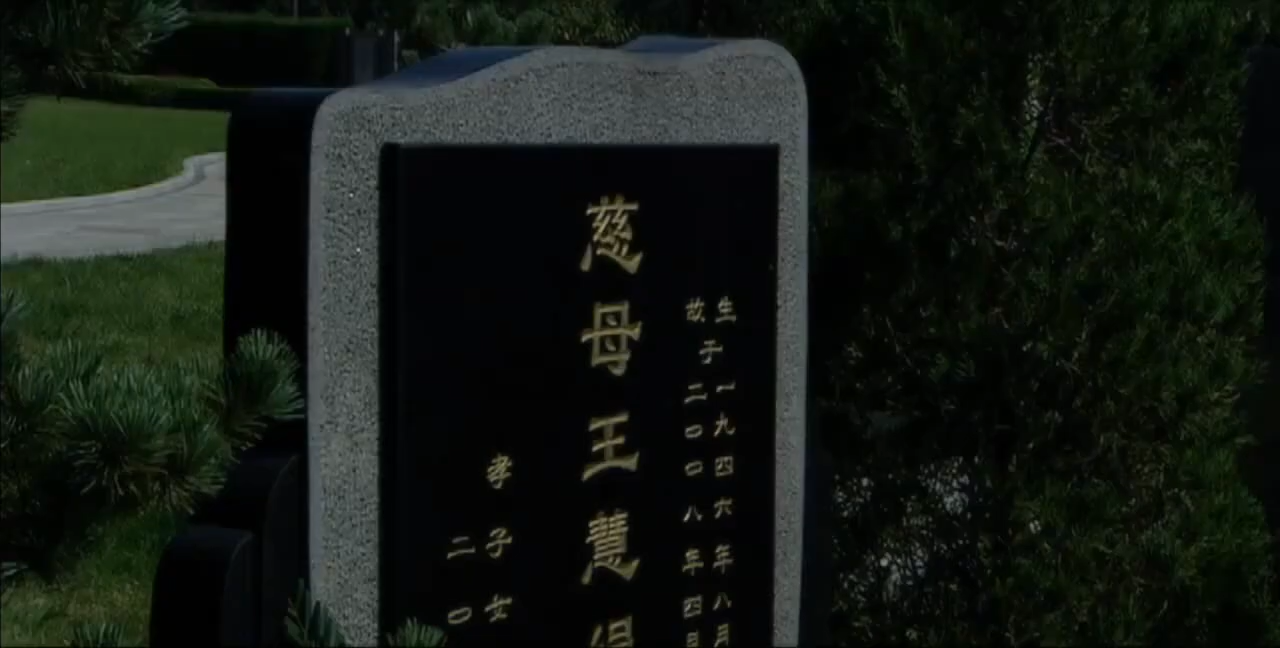 生于一九四六年八月
故于二〇〇八年四月
慈母王慧
孝子女
二〇